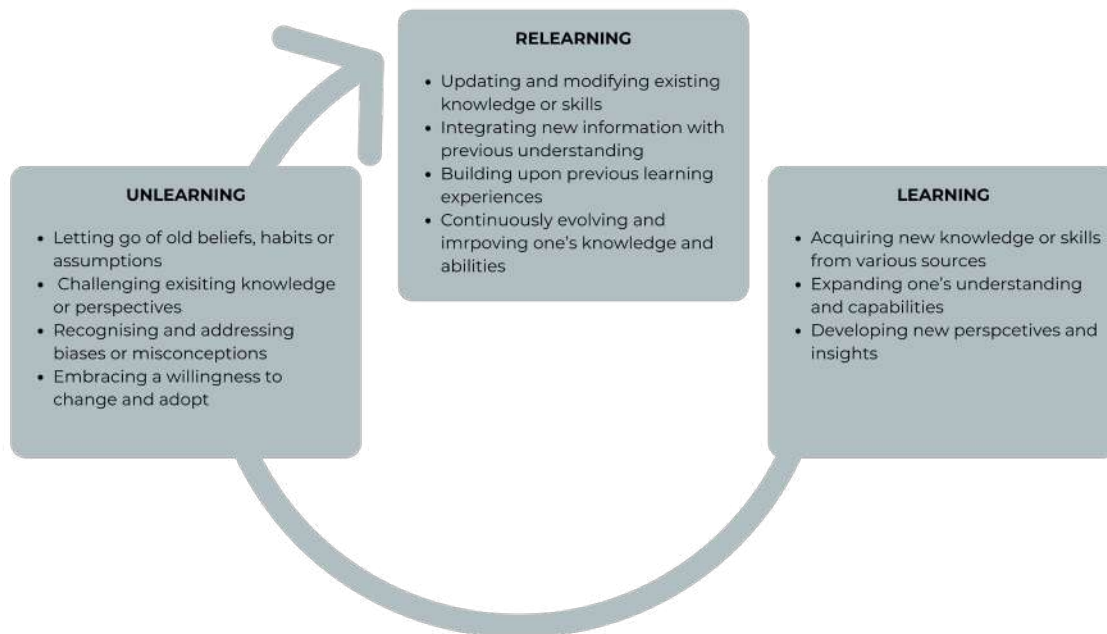 RELEARNING
• Updating and modifying existing
knowledge or skills
• Integrating new information with
previous understanding
• Building upon previous learning
experiences
• Continuously evolving and
imrpoving one's knowledge and
abilities
UNLEARNING
• Letting go of old beliefs, habits or
assumptions
• Challenging exisiting knowledge
or perspectives
• Recognising and addressing
biases or misconceptions
• Embracing a willingness to
change and adopt
LEARNING
• Acquiring new knowledge or skills
from various sources
• Expanding one's understanding
and capabilities
• Developing new perspcetives and
insights